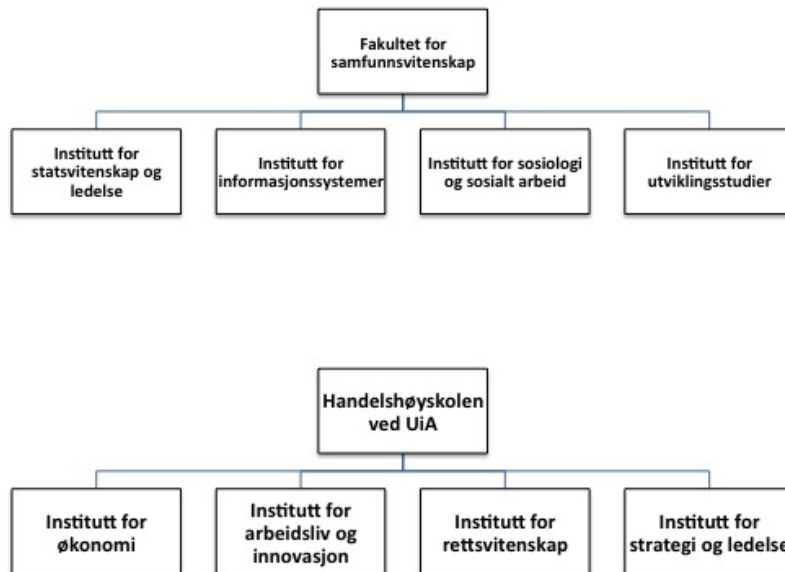 Fakultet for
samfunnsvitenskap
Institutt for
statsvitenskap og
ledelse
Institutt for
informasjonssystemer
Institutt for sosiologi
og sosialt arbeid
Institutt for
utviklingsstudier
Handelshøyskolen
ved UiA
Institutt for
økonomi
Institutt for
arbeidsliv og
innovasjon
Institutt for
rettsvitenskap
Institutt for
strategi og ledelse